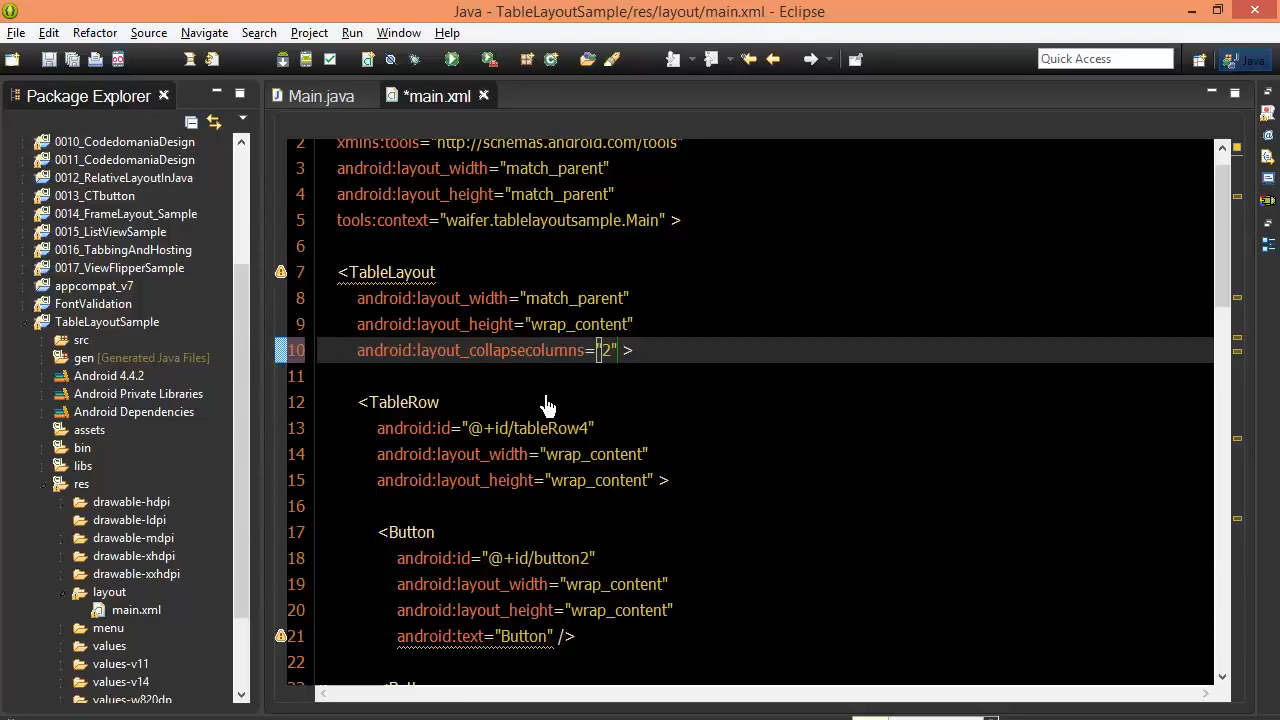 Java - TableLayoutSample/res/layout/main.xml - Eclipse
File Edit Refactor Source Navigate Search Project Run Window Help
Quick Access
Java
Package Explorer
Main.java
*main.xml
0010_CodedomaniaDesign
0011_CodedomaniaDesign
0012_RelativeLayoutInJava
0013_CTbutton
0014_FrameLayout_Sample
0015_ListViewSample
0016_TabbingAndHosting
0017_ViewFlipperSample
appcompat_v7
FontValidation
TableLayoutSample
src
gen [Generated Java Files]
Android 4.4.2
Android Private Libraries
Android Dependencies
assets
bin
libs
res
drawable-hdpi
drawable-ldpi
drawable-mdpi
drawable-xhdpi
drawable-xxhdpi
layout
main.xml
menu
values
values-v11
values-v14
values-w820dp
2 xmlns:tools="http://schemas.android.com/tools"
3 android:layout_width="match_parent"
4 android:layout_height="match_parent"
5 tools:context="waifer.tablelayoutsample.Main" >
6
7 <TableLayout
8 android:layout_width="match_parent"
9 android:layout_height="wrap_content"
10 android:layout_collapsecolumns="2" >
11
12 <TableRow
13 android:id="@+id/tableRow4"
14 android:layout_width="wrap_content"
15 android:layout_height="wrap_content" >
16
17 <Button
18 android:id="@+id/button2"
19 android:layout_width="wrap_content"
20 android:layout_height="wrap_content"
21 android:text="Button" />
22